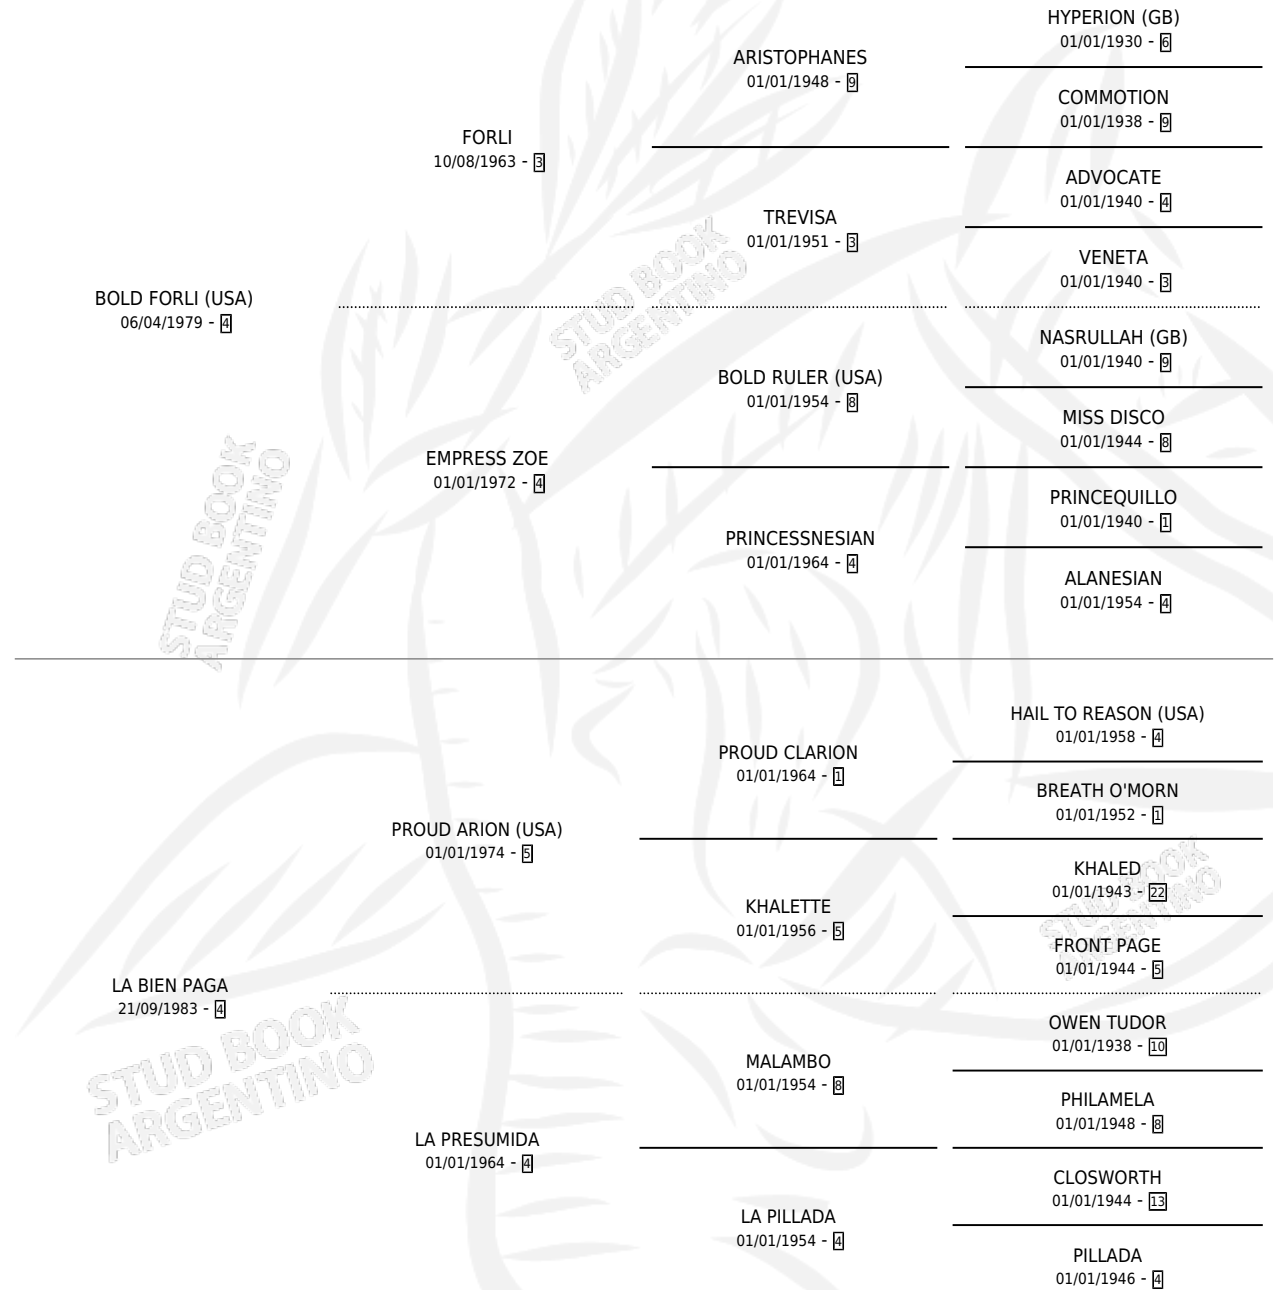 HYPERION (GB)
01/01/1930 - 6
ARISTOPHANES
01/01/1948 - 9
COMMOTION
01/01/1938 - 9
FORLI
10/08/1963 - 3
ADVOCATE
01/01/1940 - 4
TREVISA
01/01/1951 - 3
VENETA
01/01/1940 - 3
BOLD FORLI (USA)
06/04/1979 - 4
NASRULLAH (GB)
01/01/1940 - 9
BOLD RULER (USA)
01/01/1954 - 8
MISS DISCO
01/01/1944 - 8
EMPRESS ZOE
01/01/1972 - 4
PRINCEQUILLO
01/01/1940 - 1
PRINCESSNESIAN
01/01/1964 - 4
ALANESIAN
01/01/1954 - 4
HAIL TO REASON (USA)
01/01/1958 - 4
PROUD CLARION
01/01/1964 - 1
BREATH O'MORN
01/01/1952 - 1
PROUD ARION (USA)
01/01/1974 - 5
KHALED
01/01/1943 - 22
KHALETTE
01/01/1956 - 5
FRONT PAGE
01/01/1944 - 5
LA BIEN PAGA
21/09/1983 - 4
OWEN TUDOR
01/01/1938 - 10
MALAMBO
01/01/1954 - 8
PHILAMELA
01/01/1948 - 8
LA PRESUMIDA
01/01/1964 - 4
CLOSWORTH
01/01/1944 - 13
LA PILLADA
01/01/1954 - 4
PILLADA
01/01/1946 - 4
STUD BOOK
ARGENTINO
STUD BOOK
ARGENTINO
STUD BOOK
ARGENTINO
STUD BOOK
ARGENTINO